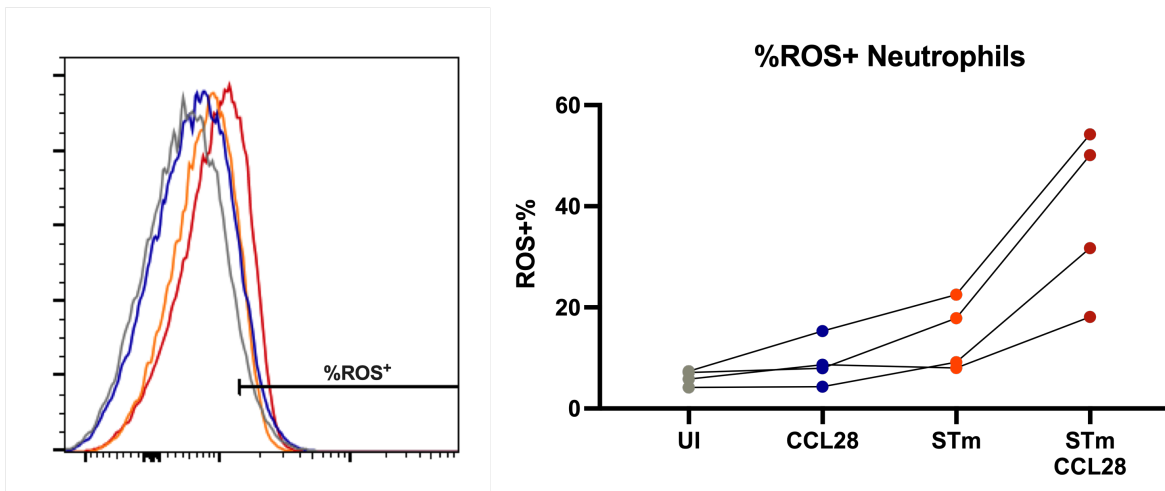 %ROS⁺
%ROS+ Neutrophils
ROS+%
60
40
20
0
UI
CCL28
STm
STm
CCL28